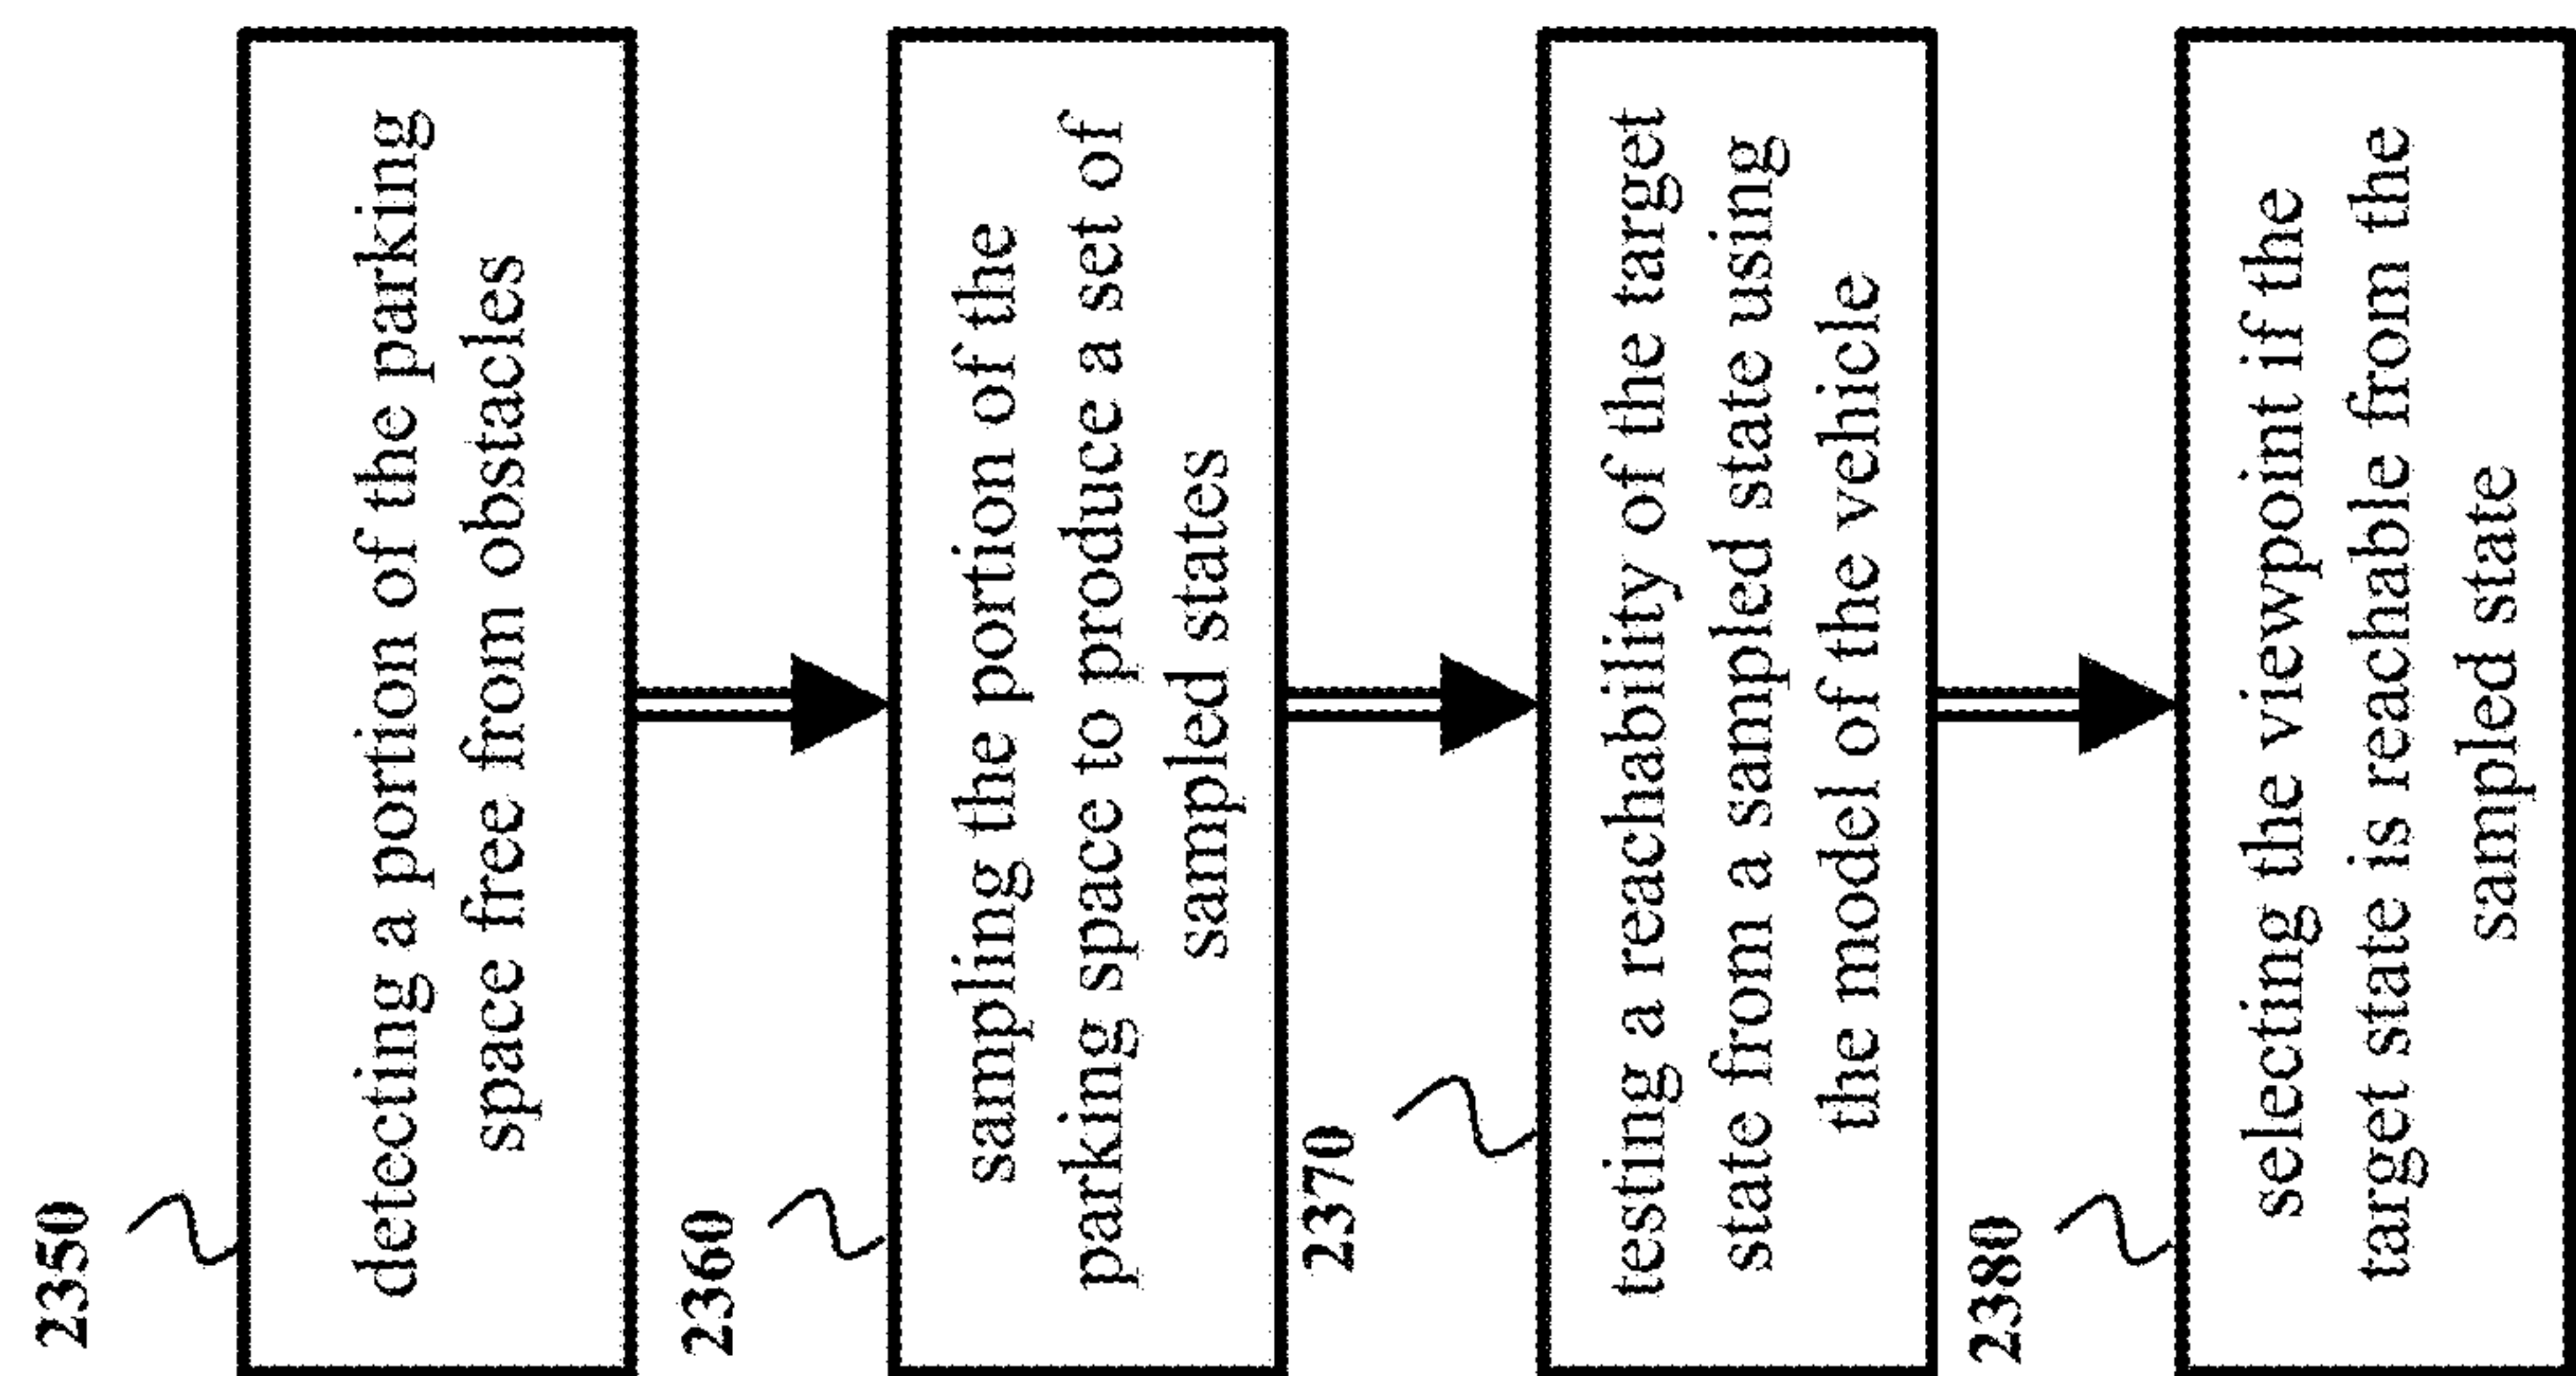 2350
detecting a portion of the parking
space free from obstacles
2360
sampling the portion of the
parking space to produce a set of
sampled states
2370
testing a reachability of the target
state from a sampled state using
the model of the vehicle
2380
selecting the viewpoint if the
target state is reachable from the
sampled state